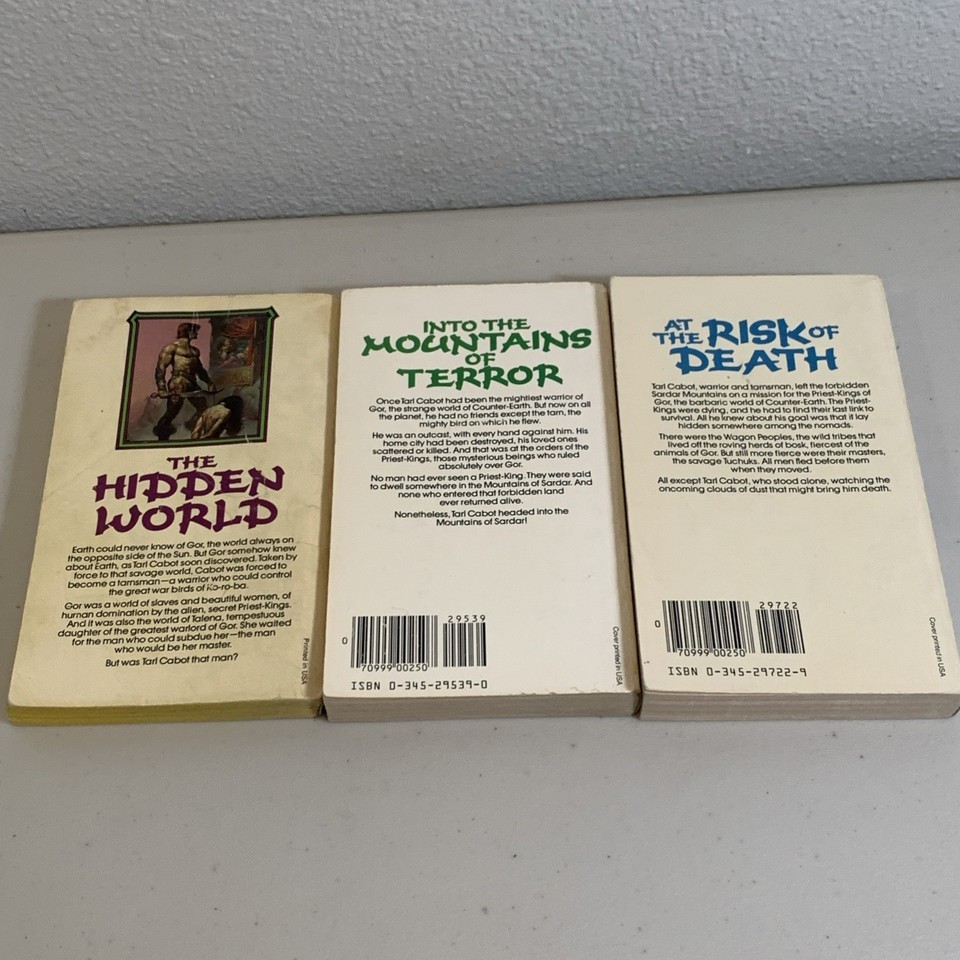 THE
HIDDEN
WORLD
Earth could never know of Gor, the world always on
the opposite side of the Sun. But Gor somehow knew
about Earth, as Tarl Cabot soon discovered. Taken by
force to that savage world, Cabot was forced to
become a tarnsman—a warrior who could control
the great war birds of Ko-ro-ba.
Gor was a world of slaves and beautiful women, of
human domination by the alien, secret Priest-Kings.
And it was also the world of Talena, tempestuous
daughter of the greatest warlord of Gor. She waited
for the man who could subdue her—the man
who would be her master.
But was Tarl Cabot that man?
Printed in USA
INTO THE
MOUNTAINS
OF
TERROR
Once Tarl Cabot had been the mightiest warrior of
Gor, the strange world of Counter-Earth. But now on all
the planet, he had no friends except the tarn, the
mighty bird on which he flew.
He was an outcast, with every hand against him. His
home city had been destroyed, his loved ones
scattered or killed. And that was at the orders of the
Priest-Kings, those mysterious beings who ruled
absolutely over Gor.
No man had ever seen a Priest-King. They were said
to dwell somewhere in the Mountains of Sardar. And
none who entered that forbidden land
ever returned alive.
Nonetheless, Tarl Cabot headed into the
Mountains of Sardar!
29539
0
70999 00250
ISBN 0-345-29539-0
Cover printed in USA
AT
THE RISK OF
DEATH
Tarl Cabot, warrior and tarnsman, left the forbidden
Sardar Mountains on a mission for the Priest-Kings of
Gor, the barbaric world of Counter-Earth. The Priest-
Kings were dying, and he had to find their last link to
survival. All he knew about his goal was that it lay
hidden somewhere among the nomads.
There were the Wagon Peoples, the wild tribes that
lived off the roving herds of bosk, fiercest of the
animals of Gor. But still more fierce were their masters,
the savage Tuchuks. All men fled before them
when they moved.
All except Tarl Cabot, who stood alone, watching the
oncoming clouds of dust that might bring him death.
29722
0
70999 00250
ISBN 0-345-29722-9
Cover printed in USA